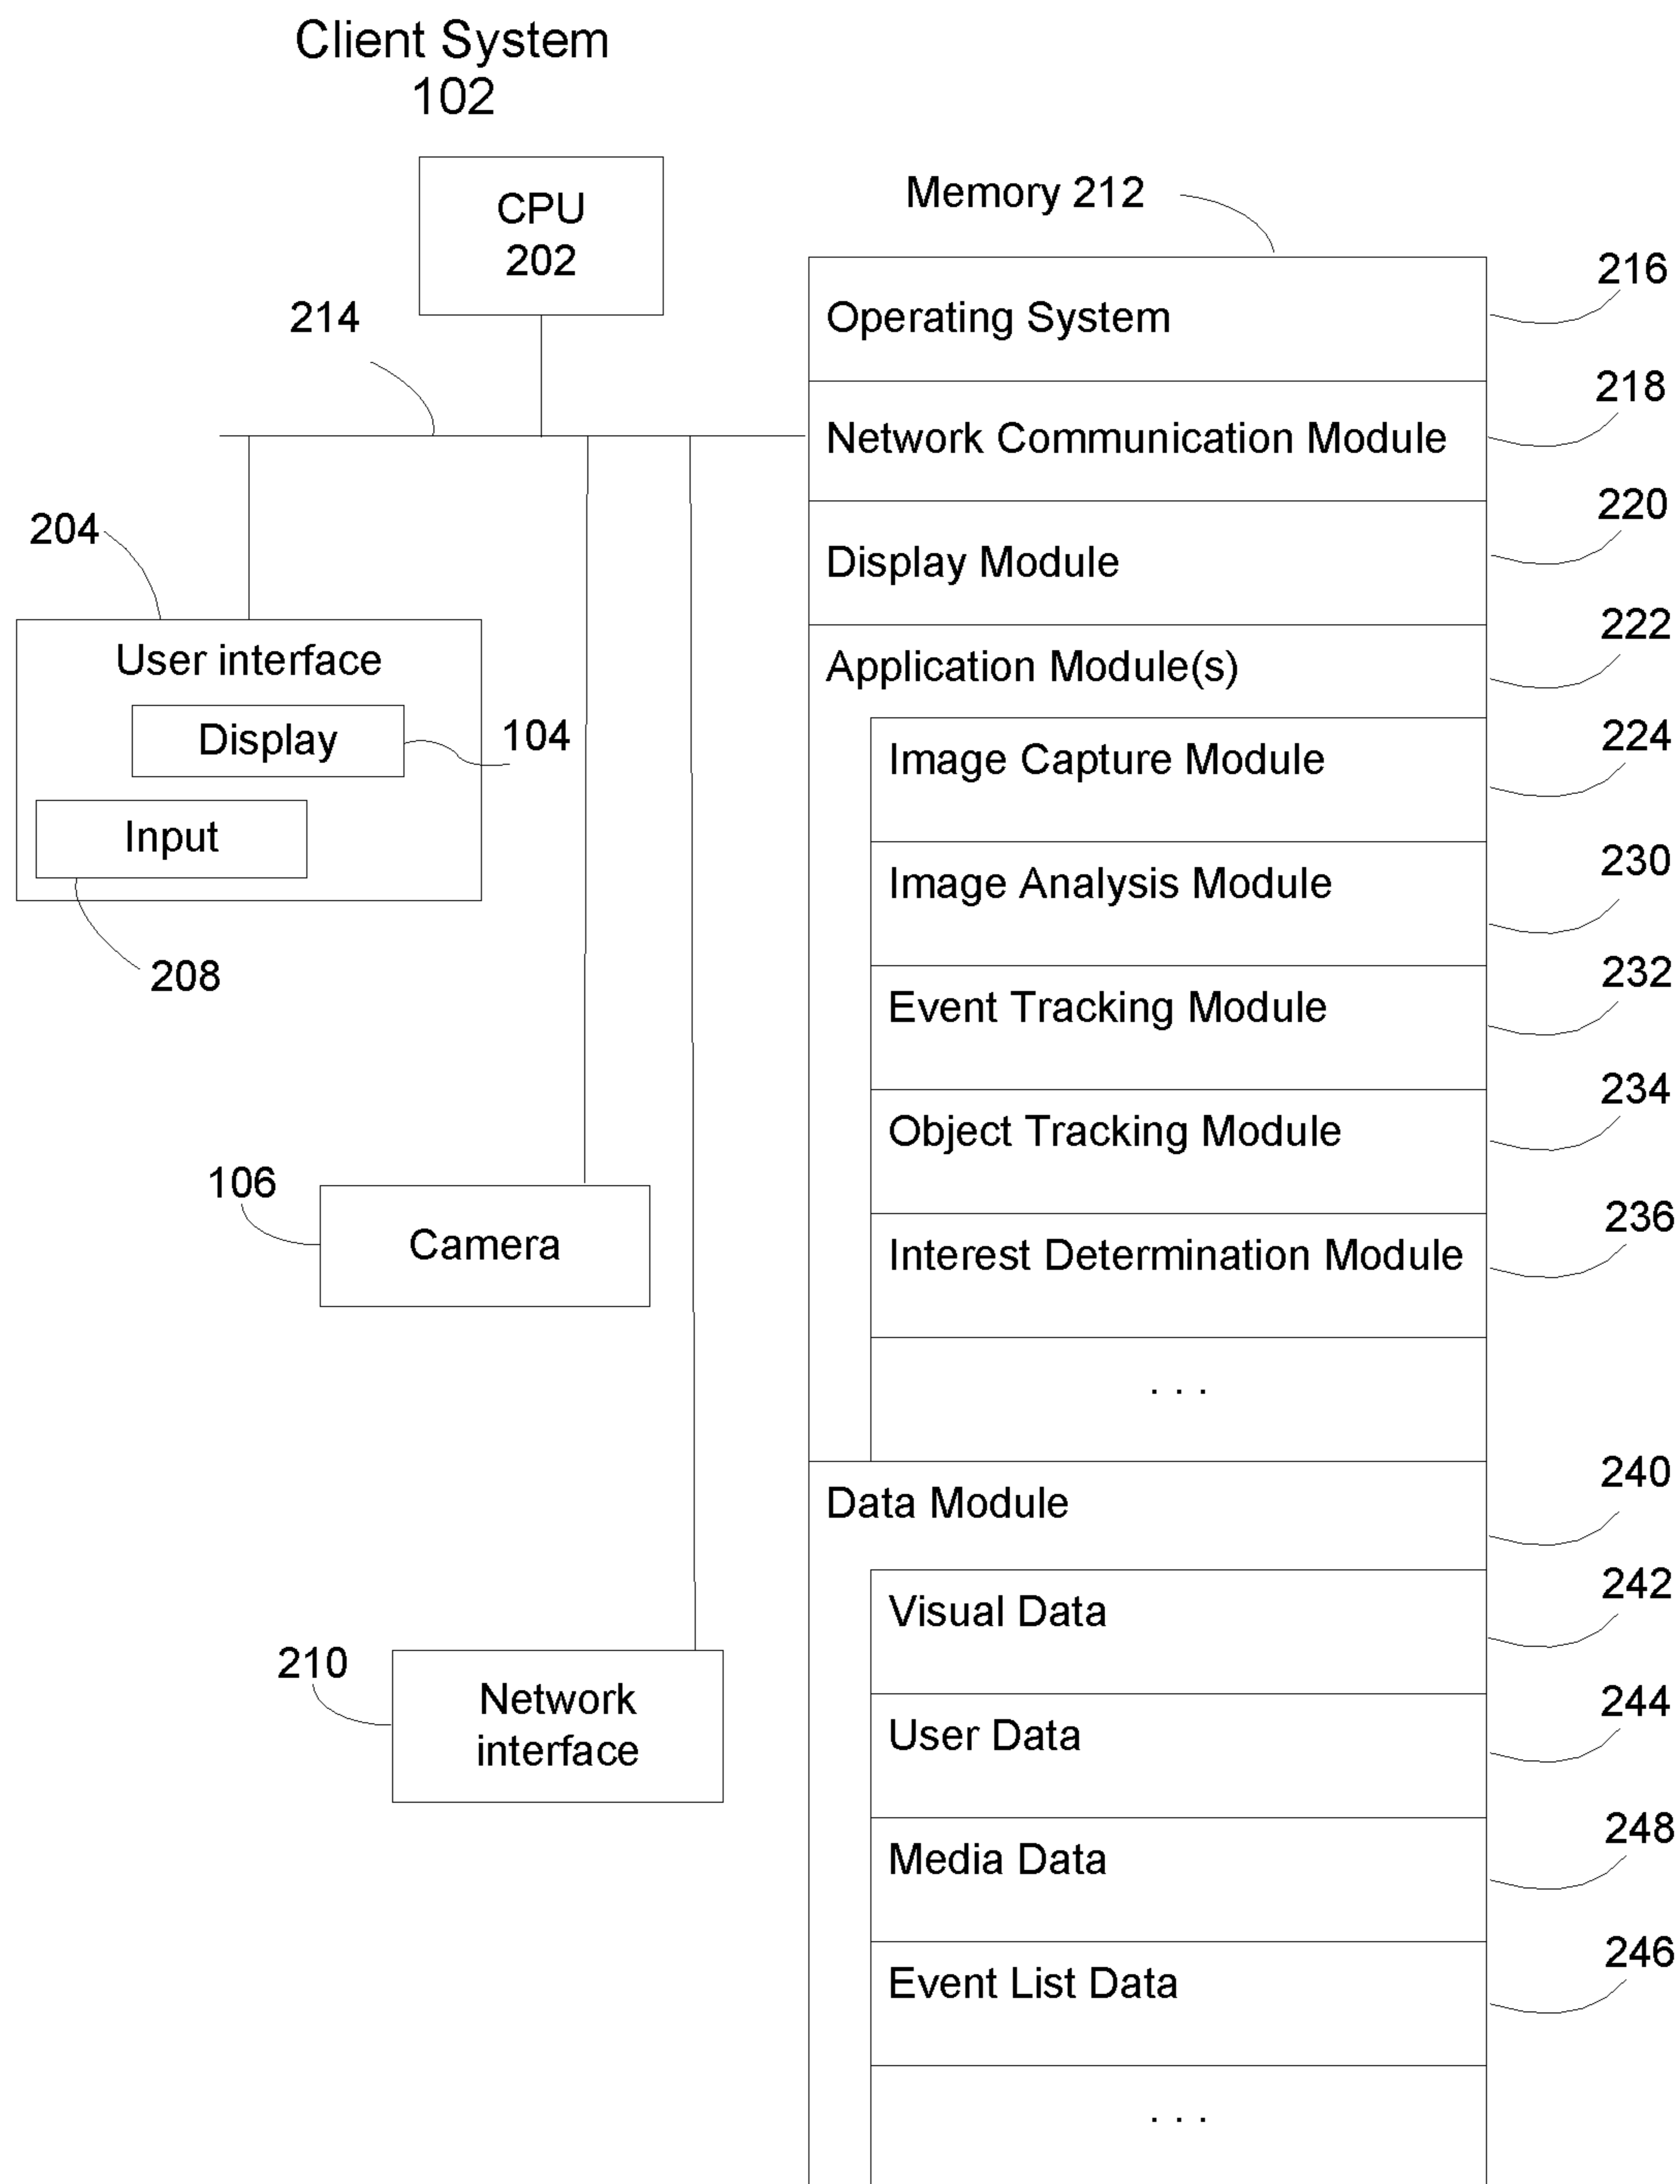 Client System
102
CPU
202
Memory 212
214
204
User interface
Display
104
Input
208
106
Camera
210
Network
interface
Operating System
216
Network Communication Module
218
Display Module
220
Application Module(s)
222
Image Capture Module
224
Image Analysis Module
230
Event Tracking Module
232
Object Tracking Module
234
Interest Determination Module
236
. . .
Data Module
240
Visual Data
242
User Data
244
Media Data
248
Event List Data
246
. . .